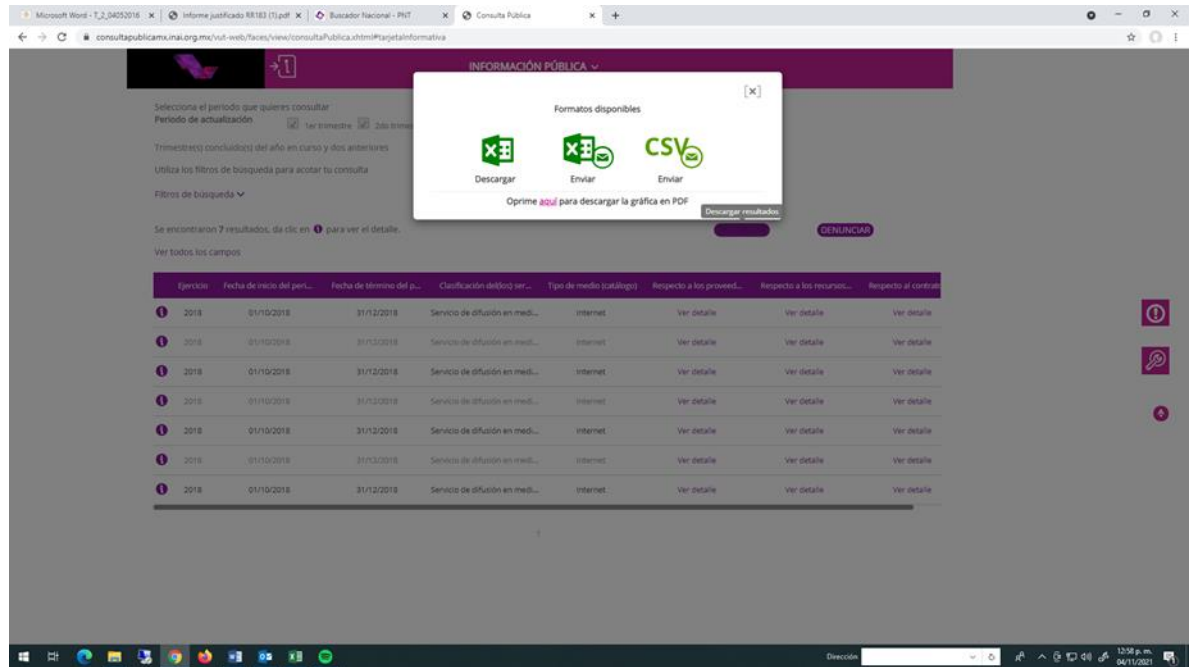 Microsoft Word - T_2_04052016
Informe justificado RR183 (1).pdf
Buscador Nacional - PNT
Consulta Pública
consultapublicamx.inai.org.mx/vut-web/faces/view/consultaPublica.xhtml#tarjetaInformativa
INFORMACIÓN PÚBLICA
Selecciona el periodo que quieres consultar
Periodo de actualización
1er trimestre
2do trimes
Trimestre(s) concluido(s) del año en curso y dos anteriores
Utiliza los filtros de búsqueda para acotar tu consulta
Filtros de búsqueda
[x]
Formatos disponibles
CSV
Descargar Enviar Enviar
Oprime aquí para descargar la gráfica en PDF
Descargar resultados
Se encontraron 7 resultados, da clic en i para ver el detalle.
DENUNCIAR
Ver todos los campos
Ejercicio Fecha de inicio del peri... Fecha de término del p... Clasificación del(los) ser... Tipo de medio (catálogo) Respecto a los proveed... Respecto a los recursos... Respecto al contrato
2018 01/10/2018 31/12/2018 Servicio de difusión en medi... Internet Ver detalle Ver detalle Ver detalle
2018 01/10/2018 31/12/2018 Servicio de difusión en medi... Internet Ver detalle Ver detalle Ver detalle
2018 01/10/2018 31/12/2018 Servicio de difusión en medi... Internet Ver detalle Ver detalle Ver detalle
2018 01/10/2018 31/12/2018 Servicio de difusión en medi... Internet Ver detalle Ver detalle Ver detalle
2018 01/10/2018 31/12/2018 Servicio de difusión en medi... Internet Ver detalle Ver detalle Ver detalle
2018 01/10/2018 31/12/2018 Servicio de difusión en medi... Internet Ver detalle Ver detalle Ver detalle
2018 01/10/2018 31/12/2018 Servicio de difusión en medi... Internet Ver detalle Ver detalle Ver detalle
1
Dirección
12:58 p. m.
04/11/2021